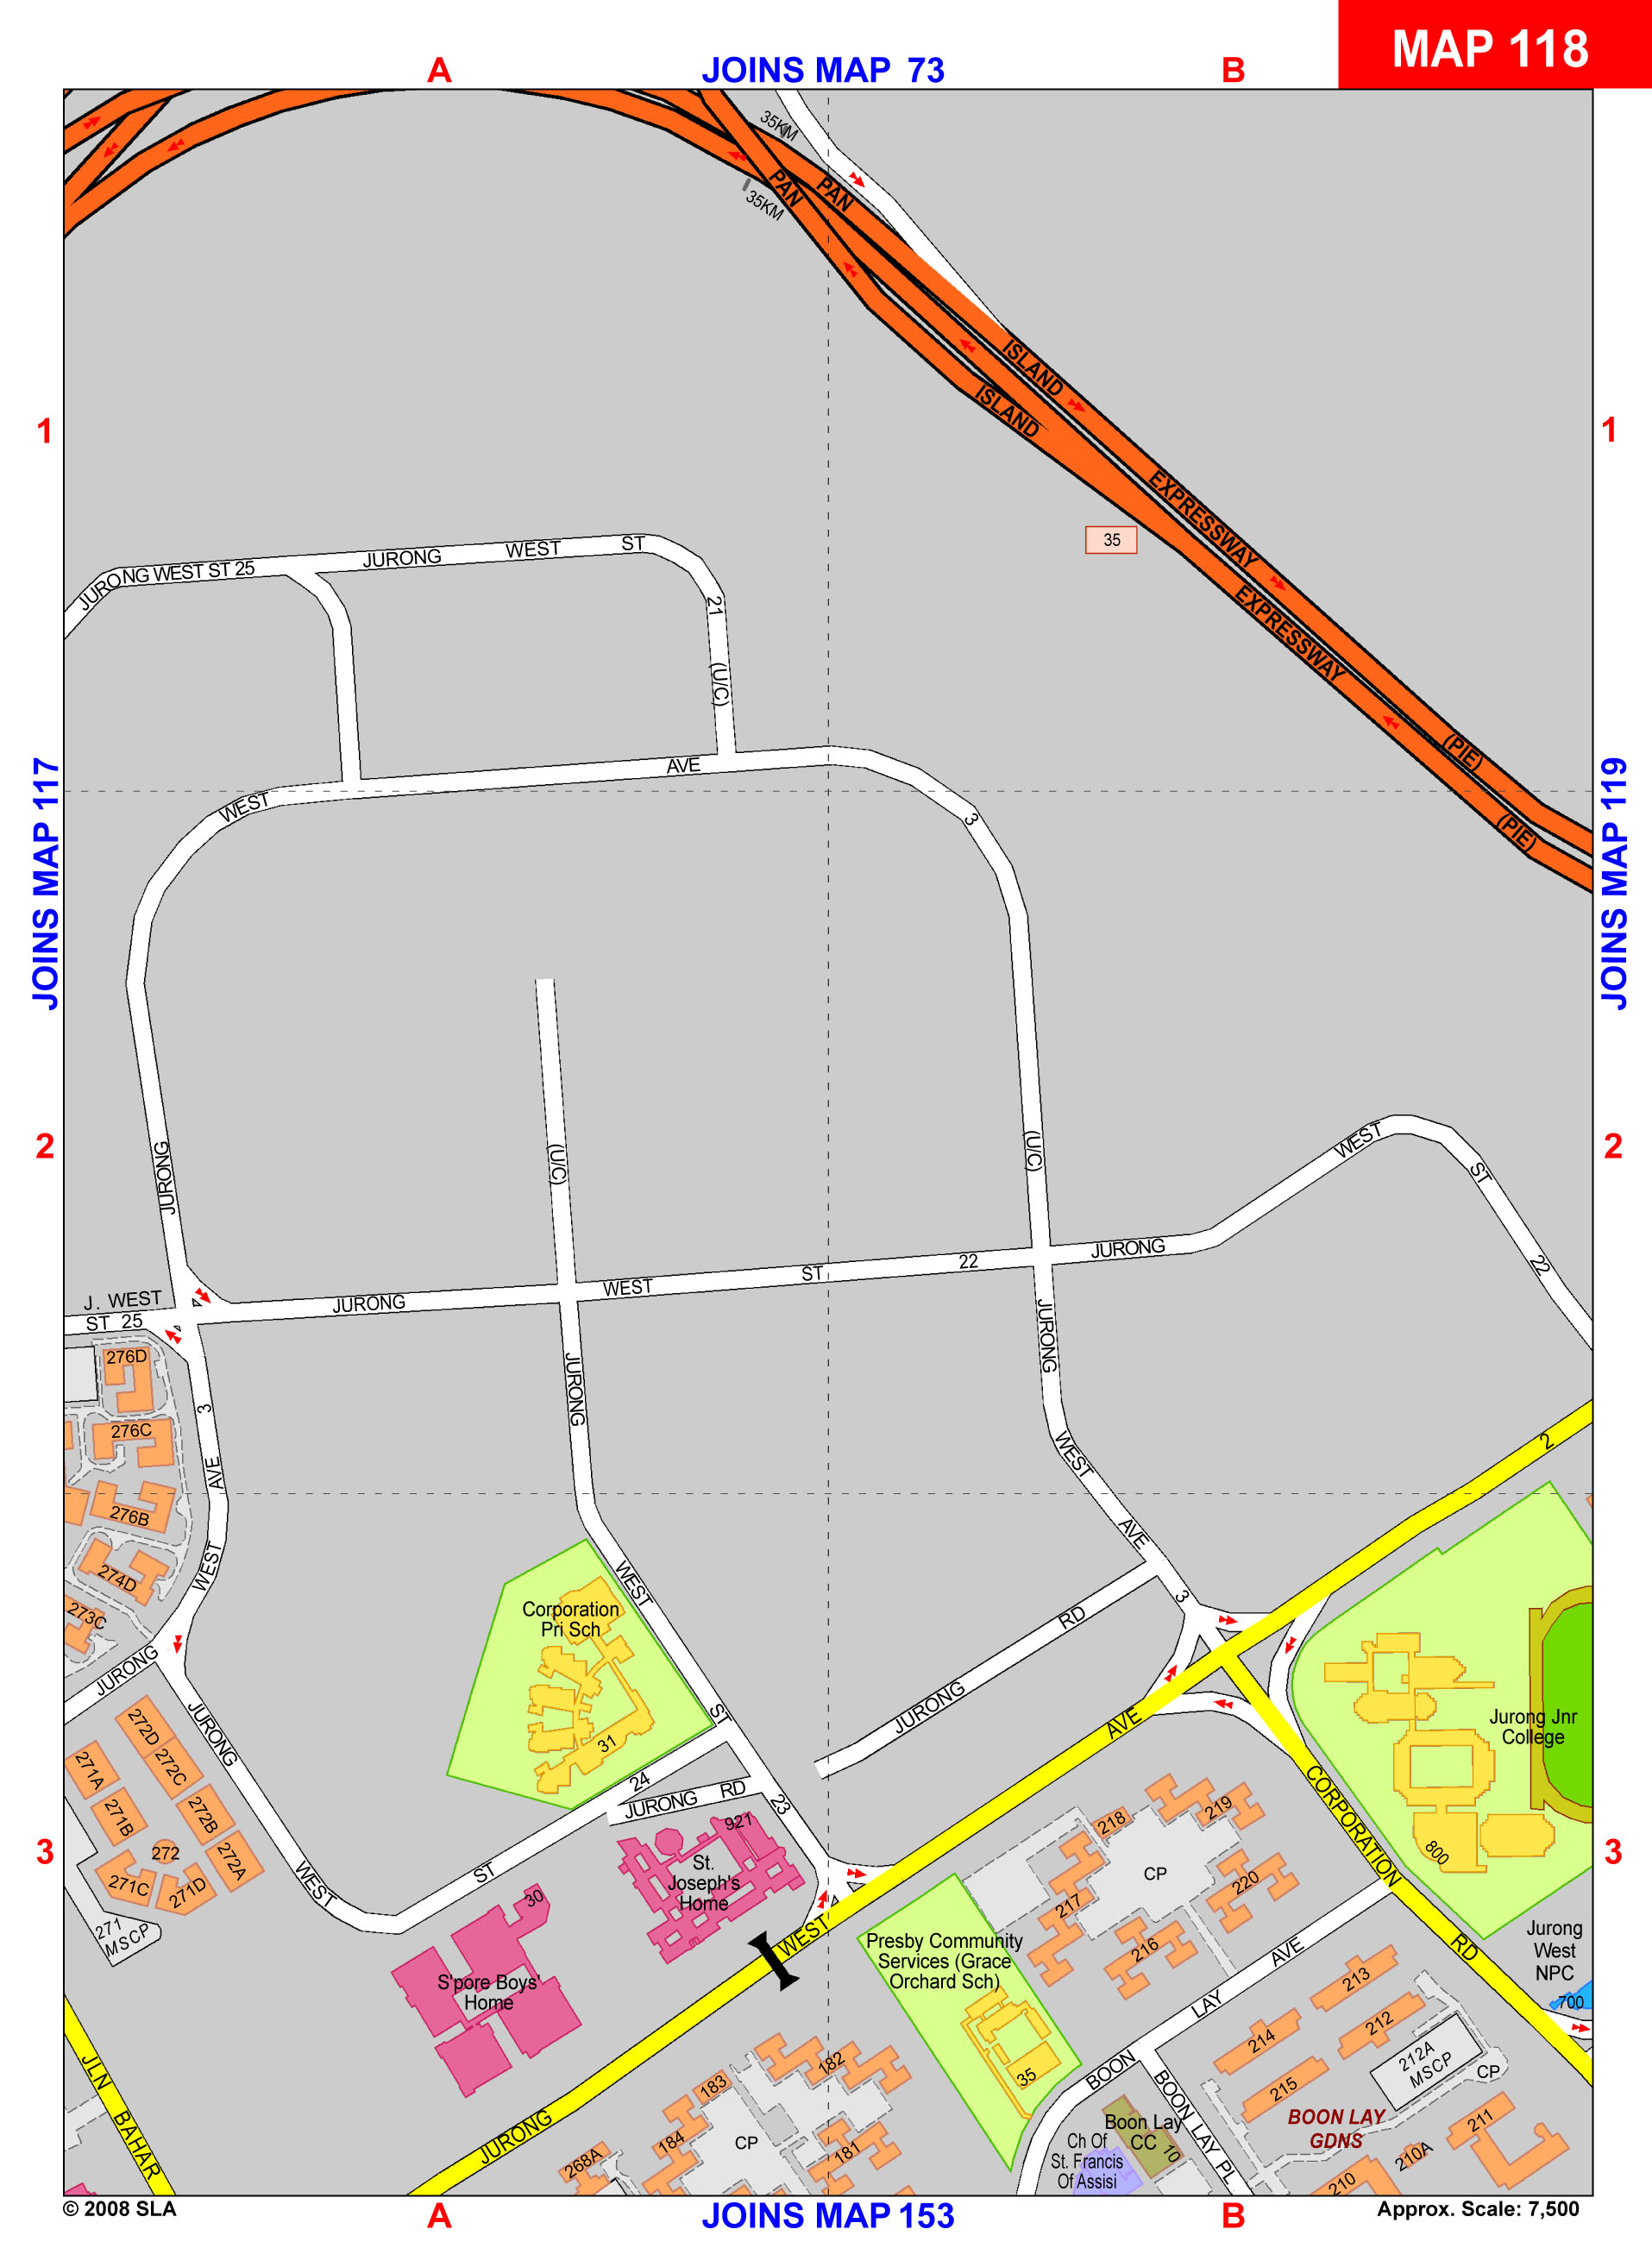 MAP 118
A
JOINS MAP 73
B
35KM
35KM
PAN
PAN
ISLAND
ISLAND
1
1
EXPRESSWAY
EXPRESSWAY
35
JURONG WEST ST 25
JURONG WEST ST
21
(U/C)
(PIE)
(PIE)
WEST
AVE
3
JOINS MAP 117
JOINS MAP 119
2
2
JURONG
(U/C)
(U/C)
WEST
ST
22
JURONG
WEST
ST
22
JURONG
J. WEST
ST 25
JURONG
JURONG
276D
276C
276B
274D
273C
3
AVE
WEST
JURONG
WEST
AVE
3
2
WEST
ST
23
Corporation
Pri Sch
31
JURONG
RD
AVE
Jurong Jnr
College
800
JURONG
WEST
ST
24
JURONG RD
272D
272C
272B
272A
271A
271B
272
271C
271D
271
MSCP
3
3
921
St.
Joseph's
Home
30
S'pore Boys'
Home
WEST
JURONG
CORPORATION
RD
218
219
217
CP
220
216
Presby Community
Services (Grace
Orchard Sch)
35
Jurong
West
NPC
700
BOON
LAY
AVE
213
212
214
215
212A
MSCP
CP
BOON LAY
GDNS
211
210A
210
BOON LAY PL
Boon Lay
CC
10
Ch Of
St. Francis
Of Assisi
182
183
184
CP
181
268A
JLN
BAHAR
© 2008 SLA
A
JOINS MAP 153
B
Approx. Scale: 7,500